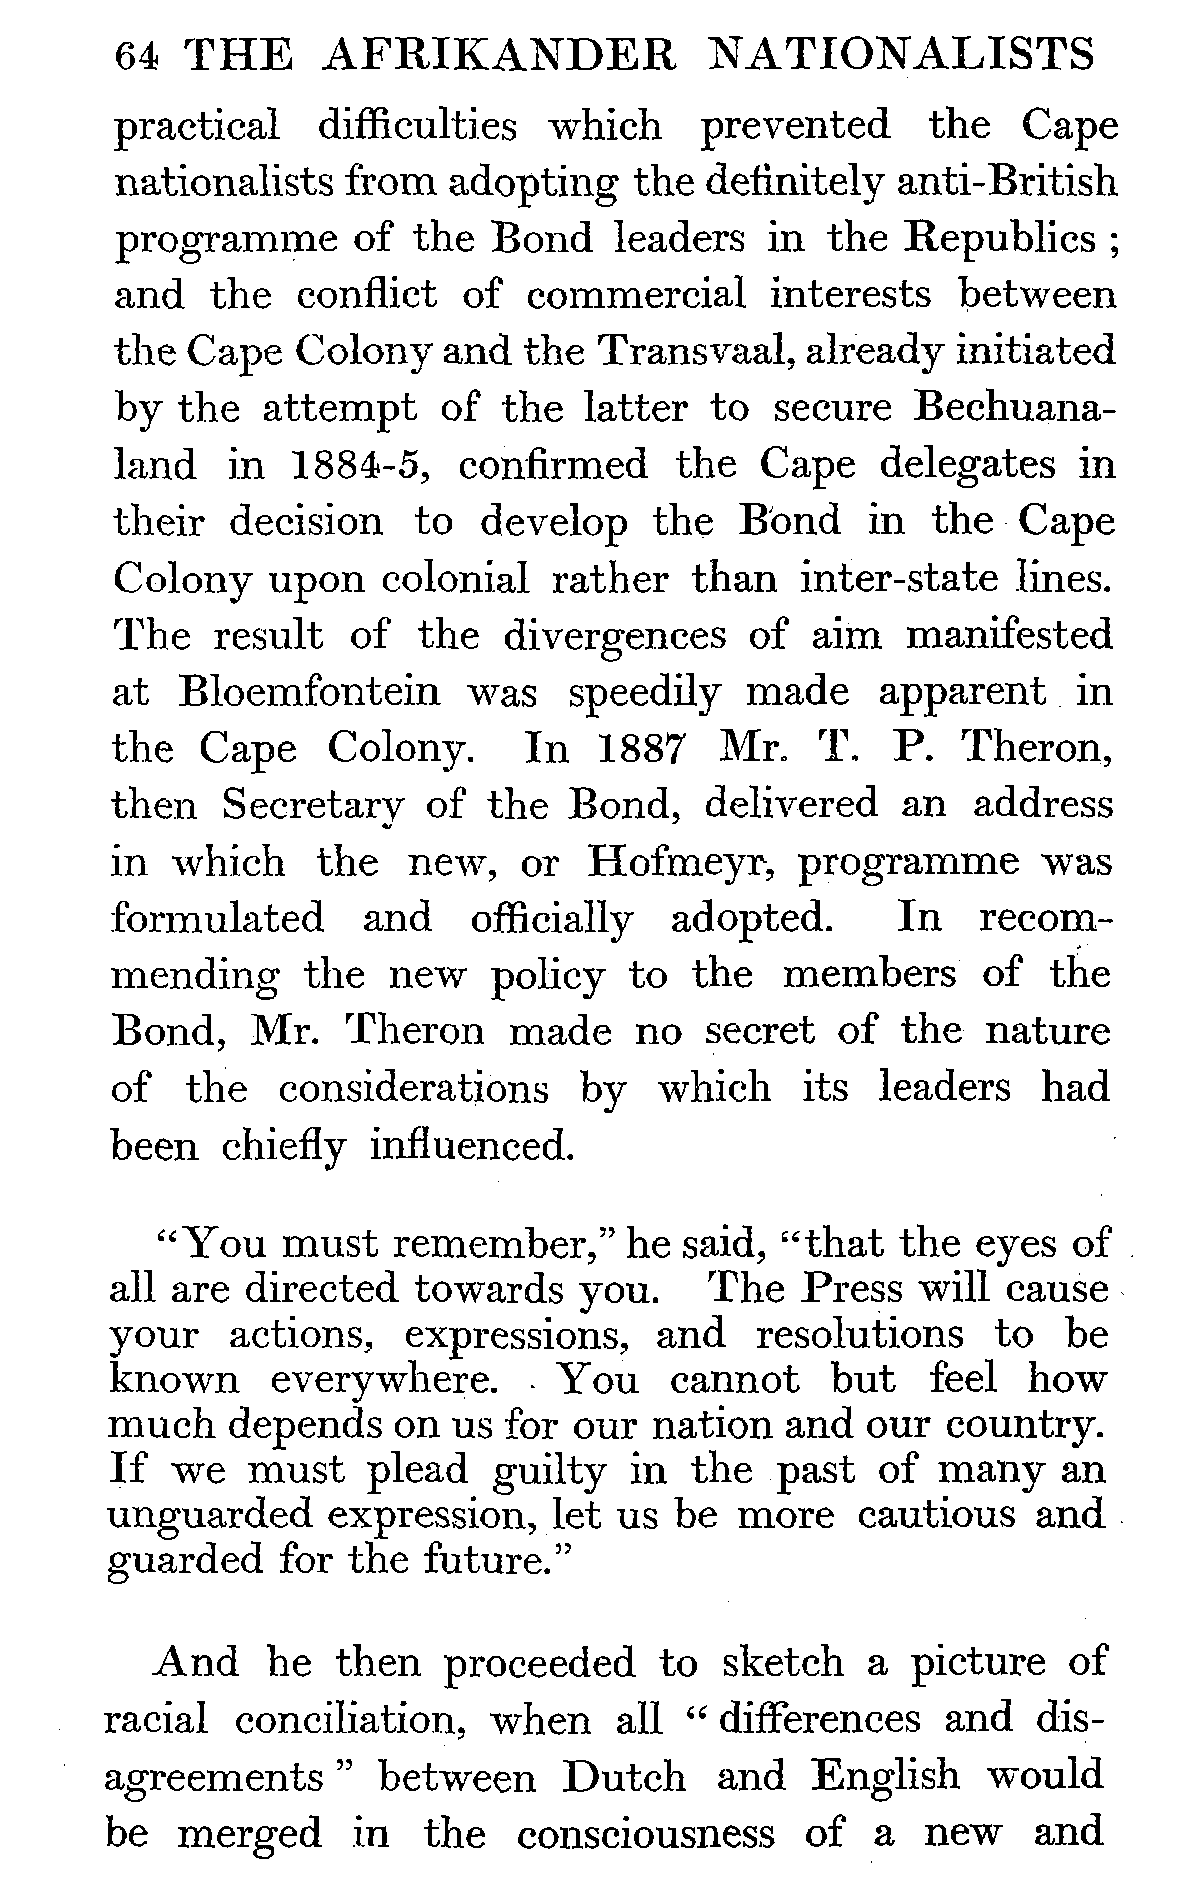 64 THE AFRIKANDER NATIONALISTS
practical difficulties which prevented the Cape
nationalists from adopting the definitely anti-British
programme of the Bond leaders in the Republics ;
and the conflict of commercial interests between
the Cape Colony and the Transvaal, already initiated
by the attempt of the latter to secure Bechuana-
land in 1884-5, confirmed the Cape delegates in
their decision to develop the Bond in the Cape
Colony upon colonial rather than inter-state lines.
The result of the divergences of aim manifested
at Bloemfontein was speedily made apparent in
the Cape Colony. In 1887 Mr. T. P. Theron,
then Secretary of the Bond, delivered an address
in which the new, or Hofmeyr, programme was
formulated and officially adopted. In recom-
mending the new policy to the members of the
Bond, Mr. Theron made no secret of the nature
of the considerations by which its leaders had
been chiefly influenced.
“You must remember,” he said, “that the eyes of
all are directed towards you. The Press will cause
your actions, expressions, and resolutions to be
known everywhere. You cannot but feel how
much depends on us for our nation and our country.
If we must plead guilty in the past of many an
unguarded expression, let us be more cautious and
guarded for the future.”
And he then proceeded to sketch a picture of
racial conciliation, when all “ differences and dis-
agreements ” between Dutch and English would
be merged in the consciousness of a new and